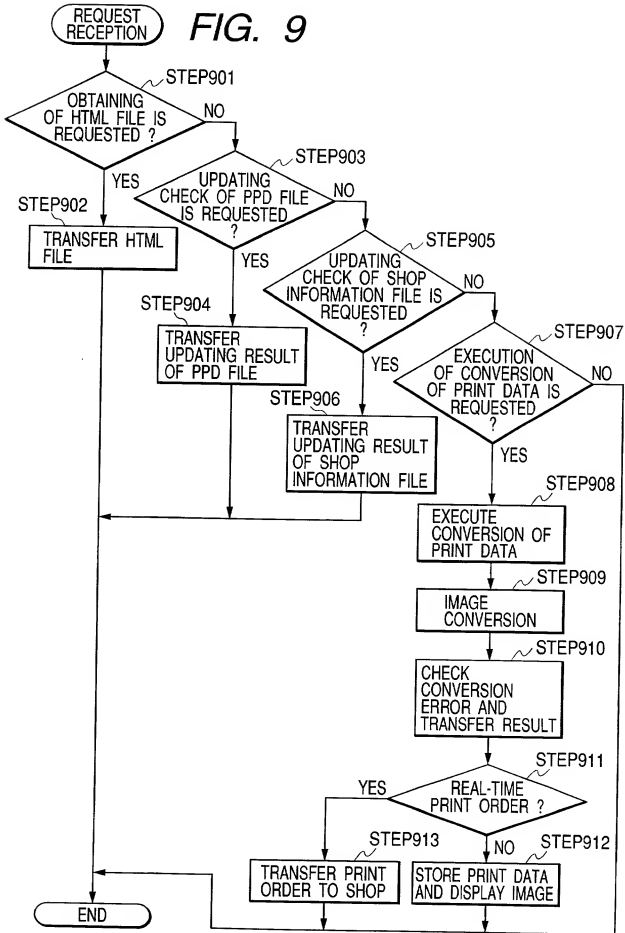 REQUEST
RECEPTION
FIG. 9
STEP901
OBTAINING
OF HTML FILE IS
REQUESTED ?
NO
YES
STEP902
TRANSFER HTML
FILE
STEP903
UPDATING
CHECK OF PPD FILE
IS REQUESTED
?
NO
YES
STEP904
TRANSFER
UPDATING RESULT
OF PPD FILE
STEP905
UPDATING
CHECK OF SHOP
INFORMATION FILE IS
REQUESTED
?
NO
YES
STEP906
TRANSFER
UPDATING RESULT
OF SHOP
INFORMATION FILE
STEP907
EXECUTION
OF CONVERSION
OF PRINT DATA IS
REQUESTED
?
NO
YES
STEP908
EXECUTE
CONVERSION OF
PRINT DATA
STEP909
IMAGE
CONVERSION
STEP910
CHECK
CONVERSION
ERROR AND
TRANSFER RESULT
STEP911
REAL-TIME
PRINT ORDER ?
YES
NO
STEP913
TRANSFER PRINT
ORDER TO SHOP
STEP912
STORE PRINT DATA
AND DISPLAY IMAGE
END